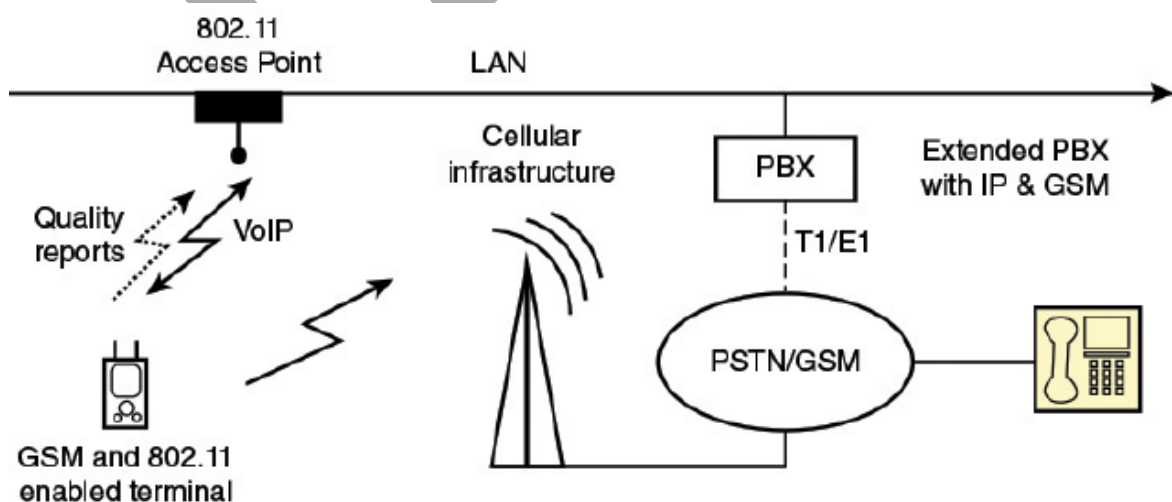 802.11
Access Point
LAN
Cellular
infrastructure
PBX
Extended PBX
with IP & GSM
Quality
reports
VoIP
T1/E1
PSTN/GSM
GSM and 802.11
enabled terminal